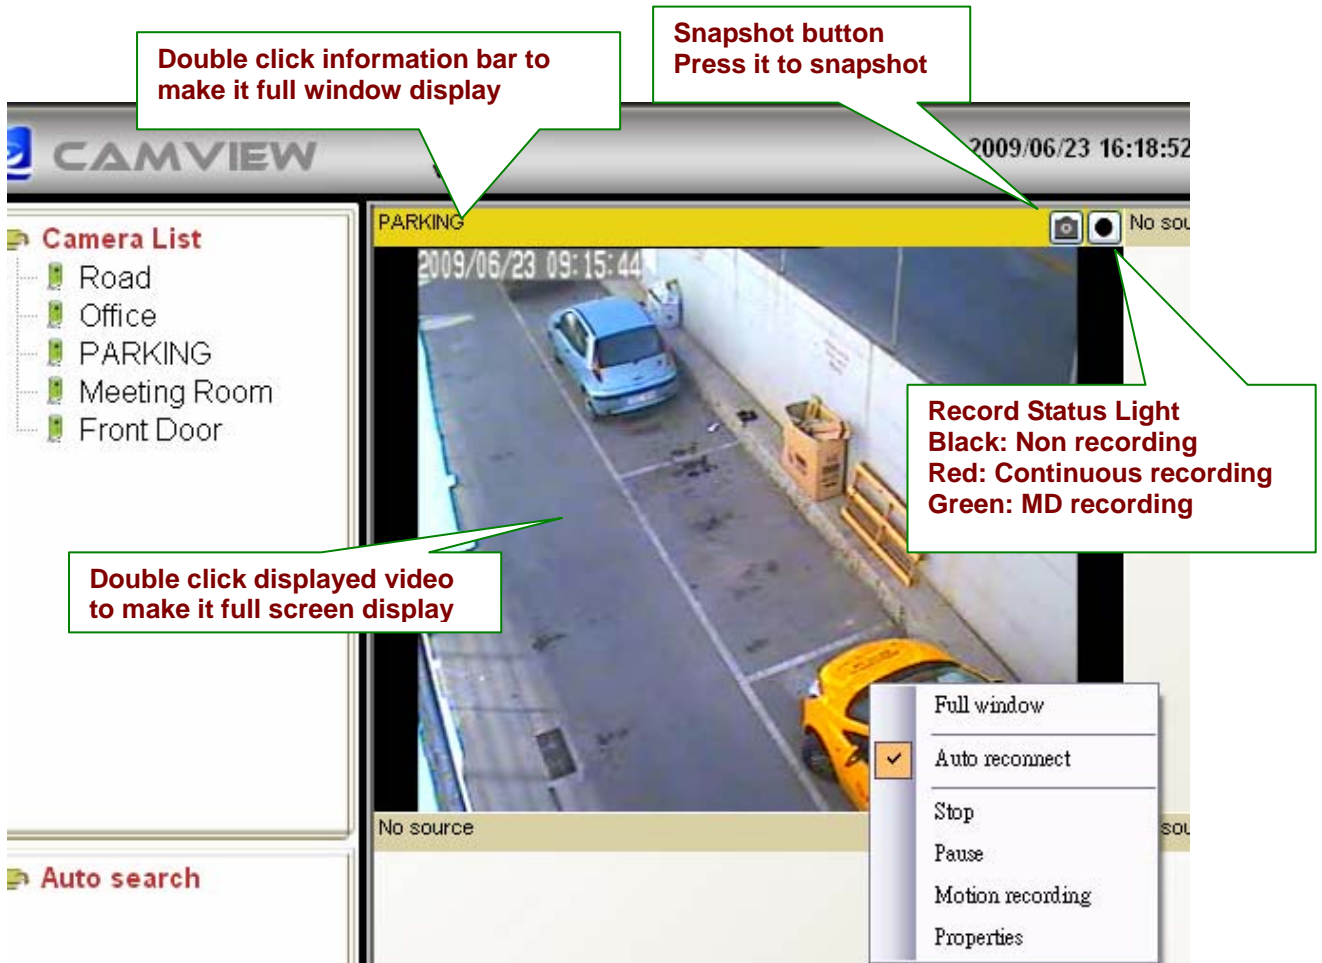 Double click information bar to
make it full window display
Snapshot button
Press it to snapshot
CAMVIEW
2009/06/23 16:18:52
Camera List
Road
Office
PARKING
Meeting Room
Front Door
PARKING
No sou
2009/06/23 09:15:44
Record Status Light
Black: Non recording
Red: Continuous recording
Green: MD recording
Double click displayed video
to make it full screen display
Full window
Auto reconnect
Stop
Pause
Motion recording
Properties
No source
sou
Auto search